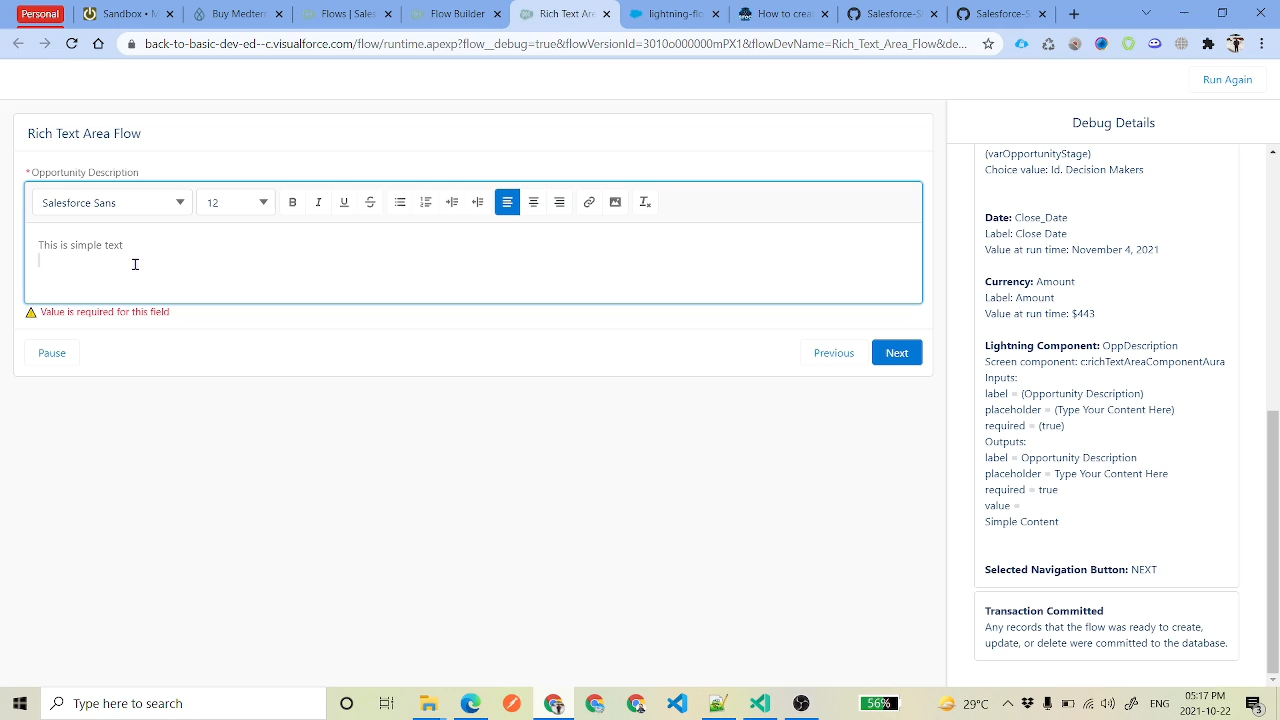 Personal
Sandbox • M
Buy Medteri
Flows | Sales
Flow Builder
Rich Text Are
lightning-flo
How to crea
Salesforce-S
Salesforce-S
back-to-basic-dev-ed--c.visualforce.com/flow/runtime.apexp?flow__debug=true&flowVersionId=3010o000000mPX1&flowDevName=Rich_Text_Area_Flow&de...
Run Again
Rich Text Area Flow
*Opportunity Description
Salesforce Sans
12
This is simple text
Value is required for this field
Pause
Previous
Next
Debug Details
(varOpportunityStage)
Choice value: Id. Decision Makers
Date: Close_Date
Label: Close Date
Value at run time: November 4, 2021
Currency: Amount
Label: Amount
Value at run time: $443
Lightning Component: OppDescription
Screen component: c:richTextAreaComponentAura
Inputs:
label = (Opportunity Description)
placeholder = (Type Your Content Here)
required = (true)
Outputs:
label = Opportunity Description
placeholder = Type Your Content Here
required = true
value =
Simple Content
Selected Navigation Button: NEXT
Transaction Committed
Any records that the flow was ready to create,
update, or delete were committed to the database.
Type here to search
56%
29°C
ENG
05:17 PM
2021-10-22
3